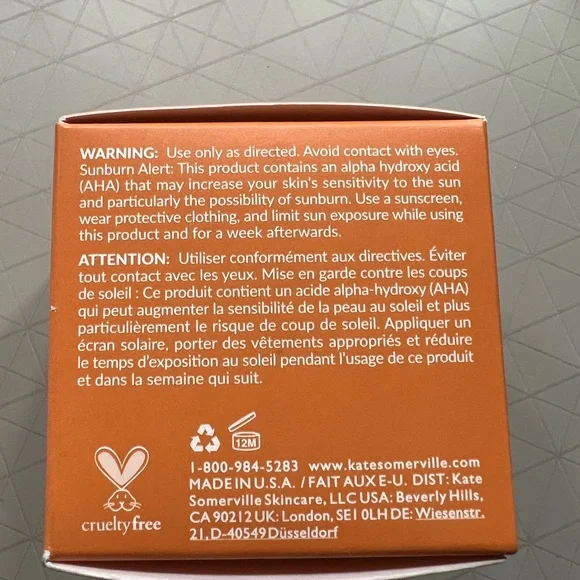 WARNING: Use only as directed. Avoid contact with eyes.
Sunburn Alert: This product contains an alpha hydroxy acid
(AHA) that may increase your skin's sensitivity to the sun
and particularly the possibility of sunburn. Use a sunscreen,
wear protective clothing, and limit sun exposure while using
this product and for a week afterwards.
ATTENTION: Utiliser conformément aux directives. Éviter
tout contact avec les yeux. Mise en garde contre les coups
de soleil : Ce produit contient un acide alpha-hydroxy (AHA)
qui peut augmenter la sensibilité de la peau au soleil et plus
particulièrement le risque de coup de soleil. Appliquer un
écran solaire, porter des vêtements appropriés et réduire
le temps d'exposition au soleil pendant l'usage de ce produit
et dans la semaine qui suit.
12M
1-800-984-5283 www.katesomerville.com
MADE IN U.S.A. / FAIT AUX E-U. DIST: Kate
Somerville Skincare, LLC USA: Beverly Hills,
CA 90212 UK: London, SE1 0LH DE: Wiesenstr.
21, D-40549 Düsseldorf
crueltyfree